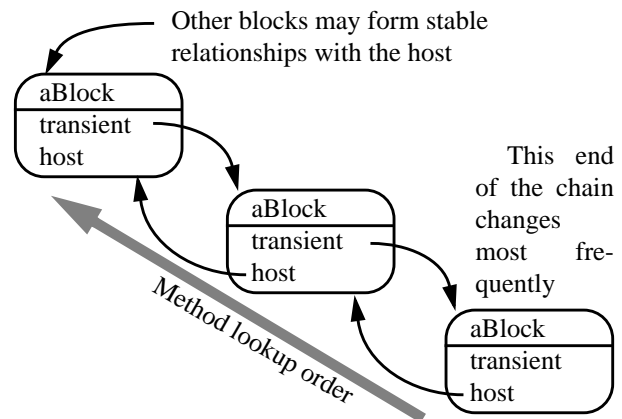 Other blocks may form stable
relationships with the host
aBlock
transient
host
This end
of the chain
changes
most fre-
quently
aBlock
transient
host
Method lookup order
aBlock
transient
host